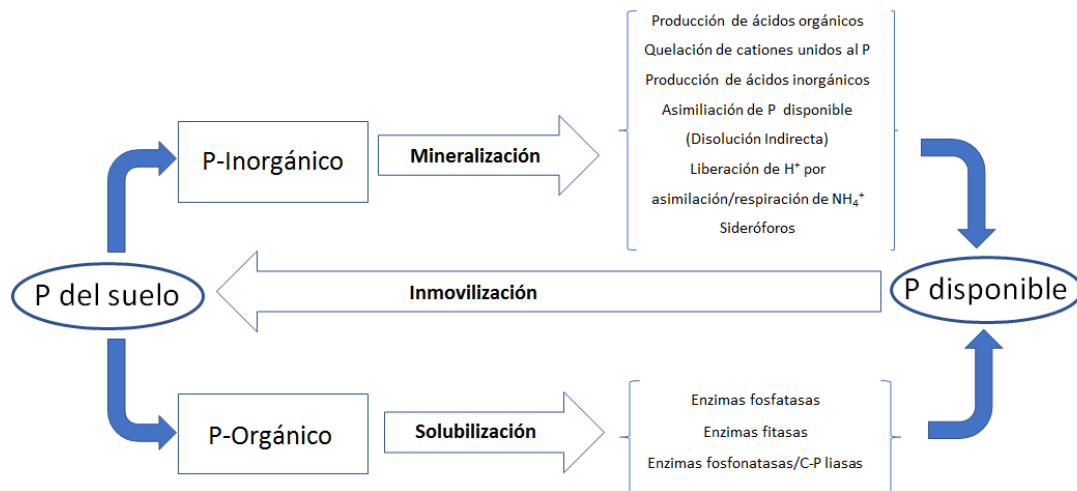 Producción de ácidos orgánicos
Quelación de cationes unidos al P
Producción de ácidos inorgánicos
Asimiliación de P disponible
(Disolución Indirecta)
Liberación de H⁺ por
asimilación/respiración de NH₄⁺
Sideróforos
P-Inorgánico
Mineralización
P del suelo
Inmovilización
P disponible
P-Orgánico
Solubilización
Enzimas fosfatasas
Enzimas fitasas
Enzimas fosfonatasas/C-P liasas